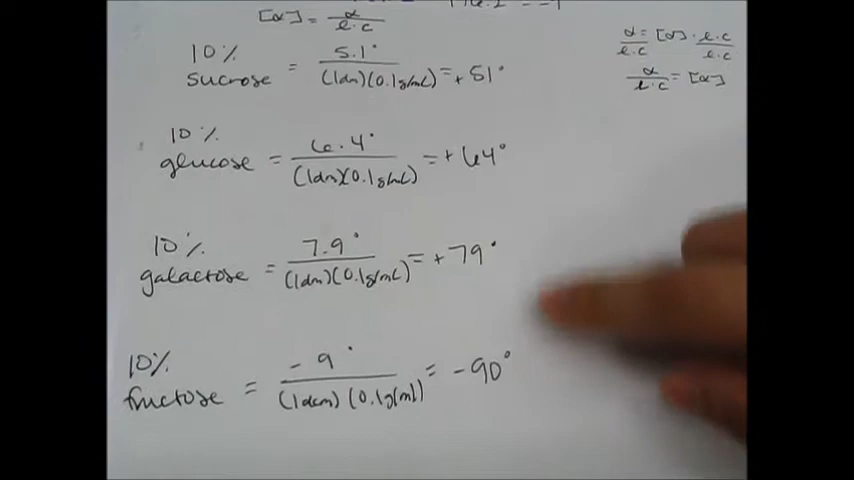 [α] = α / l·c
α / l·c = [α] · l·c / l·c
α / l·c = [α]
10% sucrose = 5.1° / (1dm)(0.1g/mL) = +51°
10% glucose = 6.4° / (1dm)(0.1g/mL) = +64°
10% galactose = 7.9° / (1dm)(0.1g/mL) = +79°
10% fructose = -9° / (1dcm)(0.1g/ml) = -90°